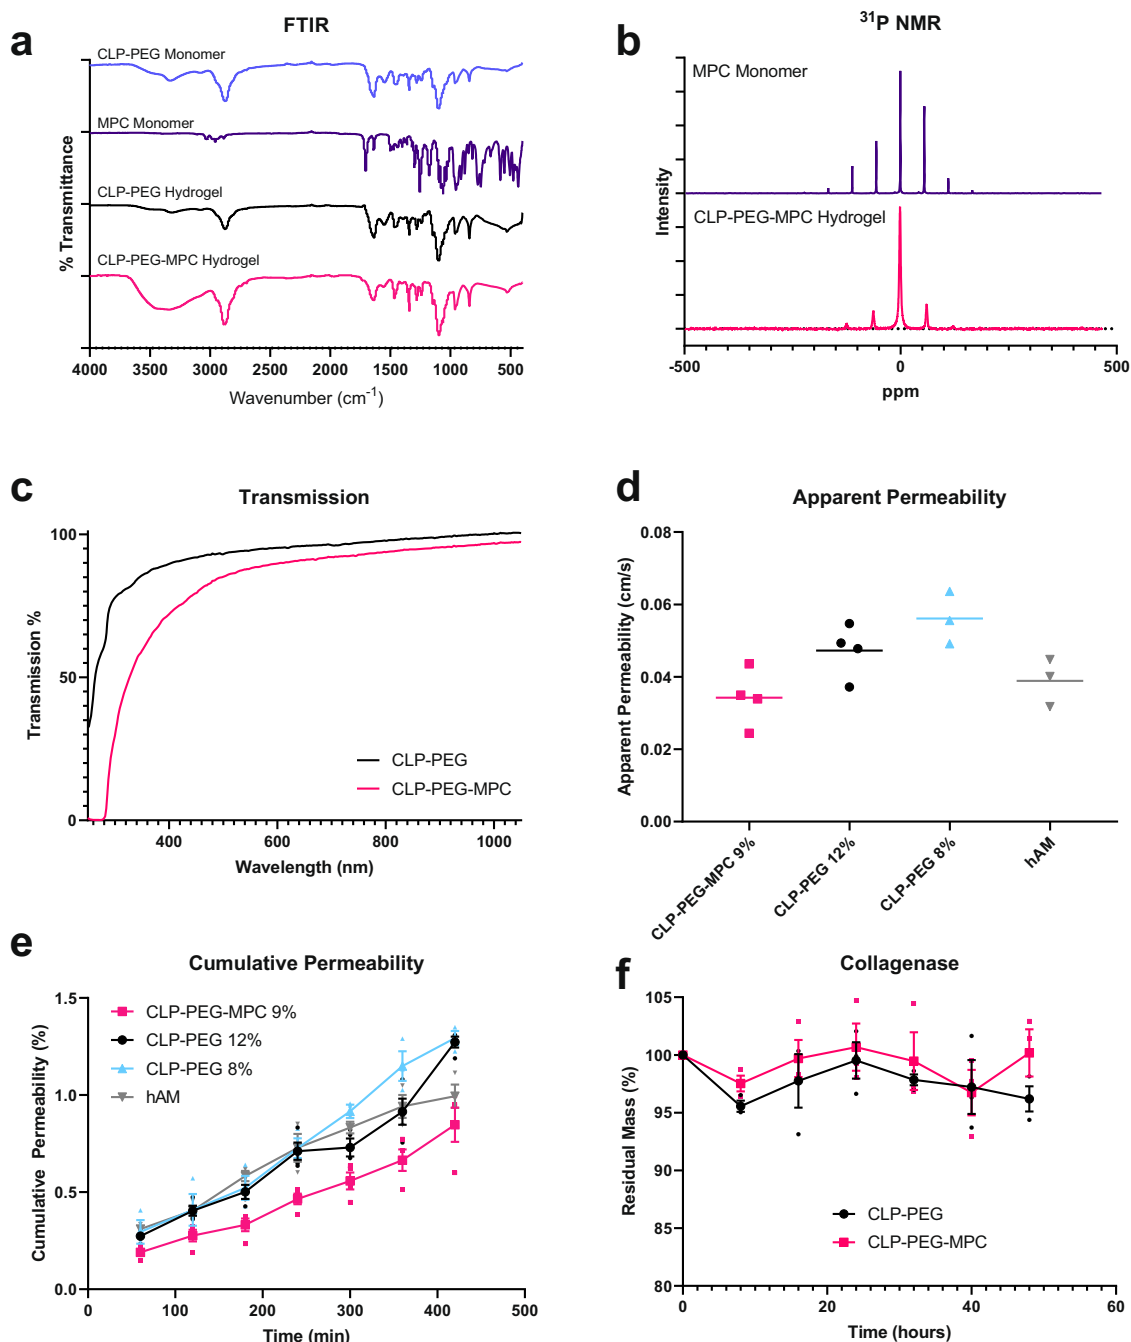 a
FTIR
CLP-PEG Monomer
MPC Monomer
CLP-PEG Hydrogel
CLP-PEG-MPC Hydrogel
% Transmittance
4000 3500 3000 2500 2000 1500 1000 500
Wavenumber (cm⁻¹)
b
³¹P NMR
MPC Monomer
CLP-PEG-MPC Hydrogel
Intensity
-500 0 500
ppm
c
Transmission
100
50
0
Transmission %
400 600 800 1000
Wavelength (nm)
CLP-PEG
CLP-PEG-MPC
d
Apparent Permeability
0.08
0.06
0.04
0.02
0.00
Apparent Permeability (cm/s)
CLP-PEG-MPC 9%
CLP-PEG 12%
CLP-PEG 8%
hAM
e
Cumulative Permeability
1.5
1.0
0.5
0.0
Cumulative Permeability (%)
CLP-PEG-MPC 9%
CLP-PEG 12%
CLP-PEG 8%
hAM
0 100 200 300 400 500
Time (min)
f
Collagenase
105
100
95
90
85
80
Residual Mass (%)
CLP-PEG
CLP-PEG-MPC
0 20 40 60
Time (hours)